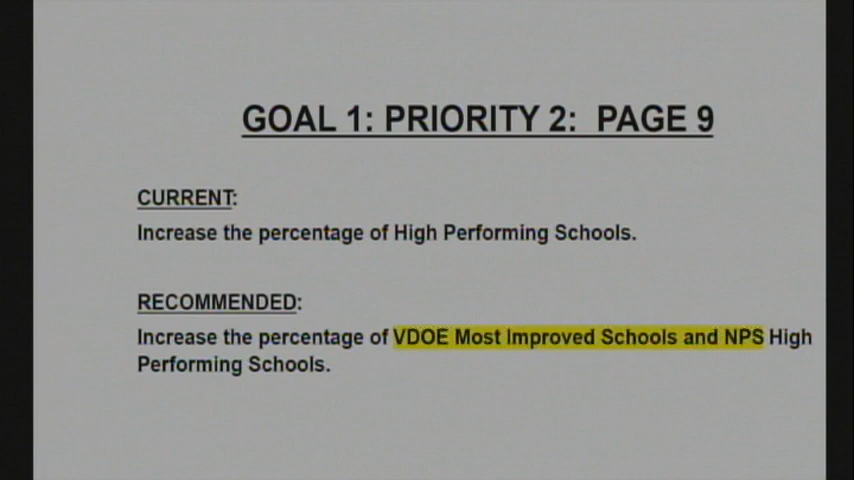 GOAL 1: PRIORITY 2: PAGE 9
CURRENT:
Increase the percentage of High Performing Schools.
RECOMMENDED:
Increase the percentage of VDOE Most Improved Schools and NPS High
Performing Schools.